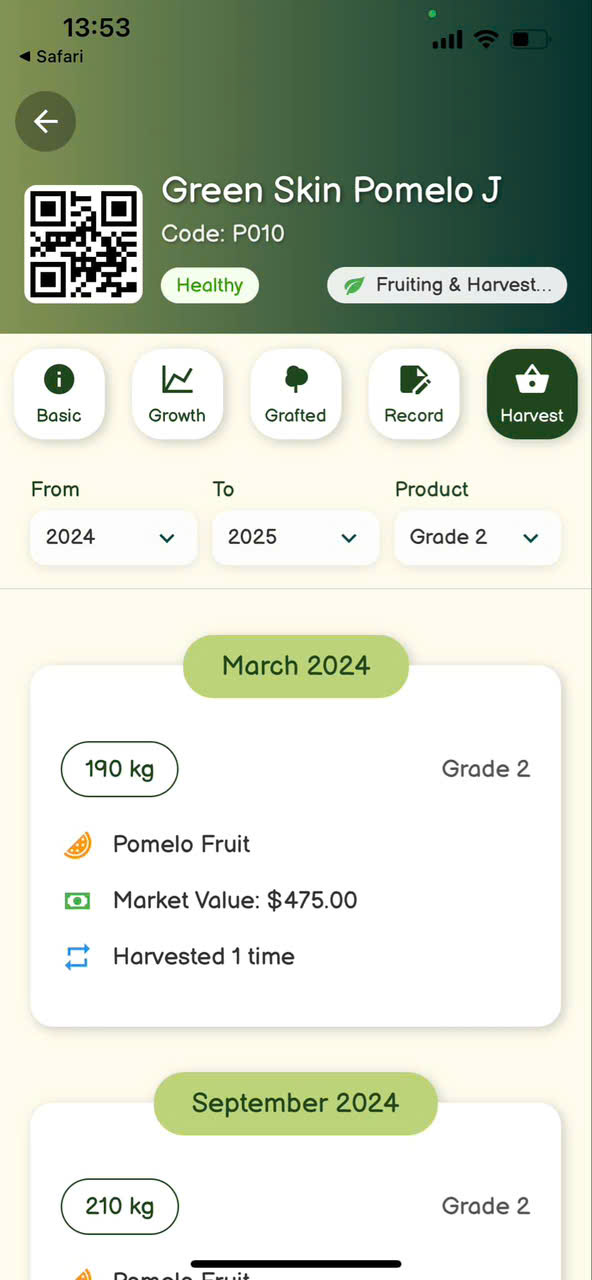 13:53
◀ Safari
Green Skin Pomelo J
Code: P010
Healthy
Fruiting & Harvest...
Basic
Growth
Grafted
Record
Harvest
From
To
Product
2024
2025
Grade 2
March 2024
190 kg
Grade 2
Pomelo Fruit
Market Value: $475.00
Harvested 1 time
September 2024
210 kg
Grade 2
Pomelo Fruit